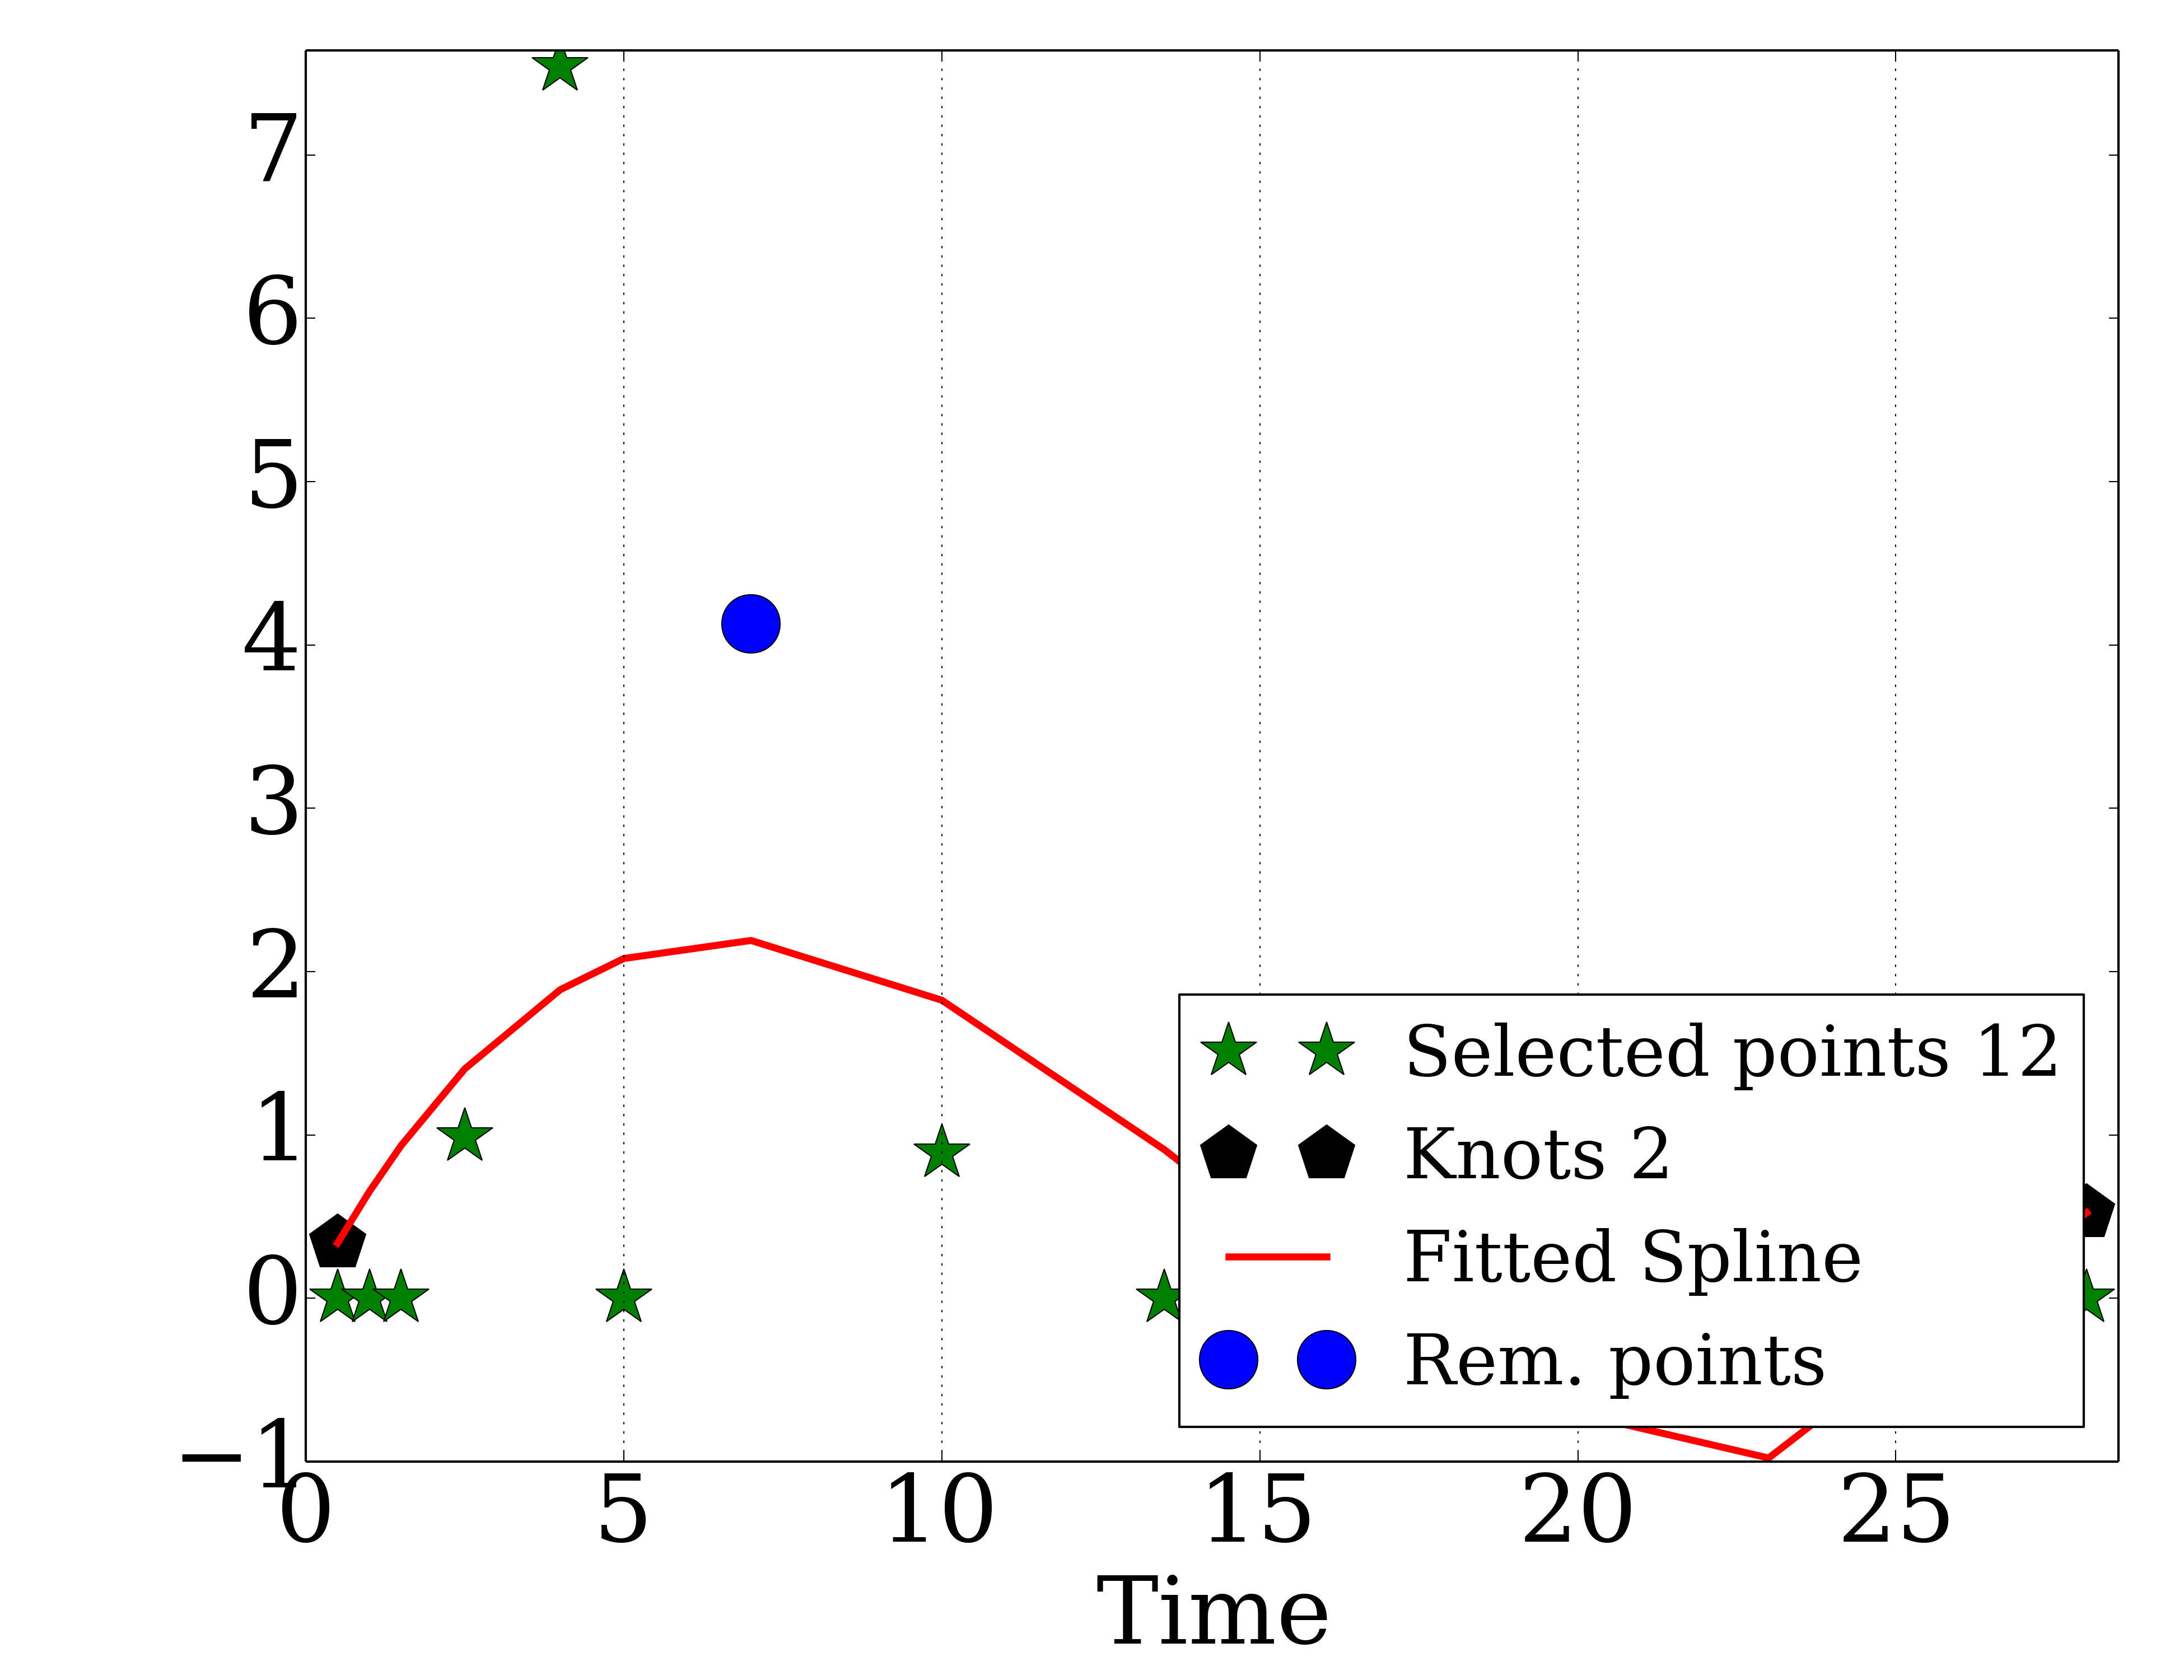 7
6
5
4
3
2
1
0
−1
0 5 10 15 20 25
Time
Selected points 12
Knots 2
Fitted Spline
Rem. points